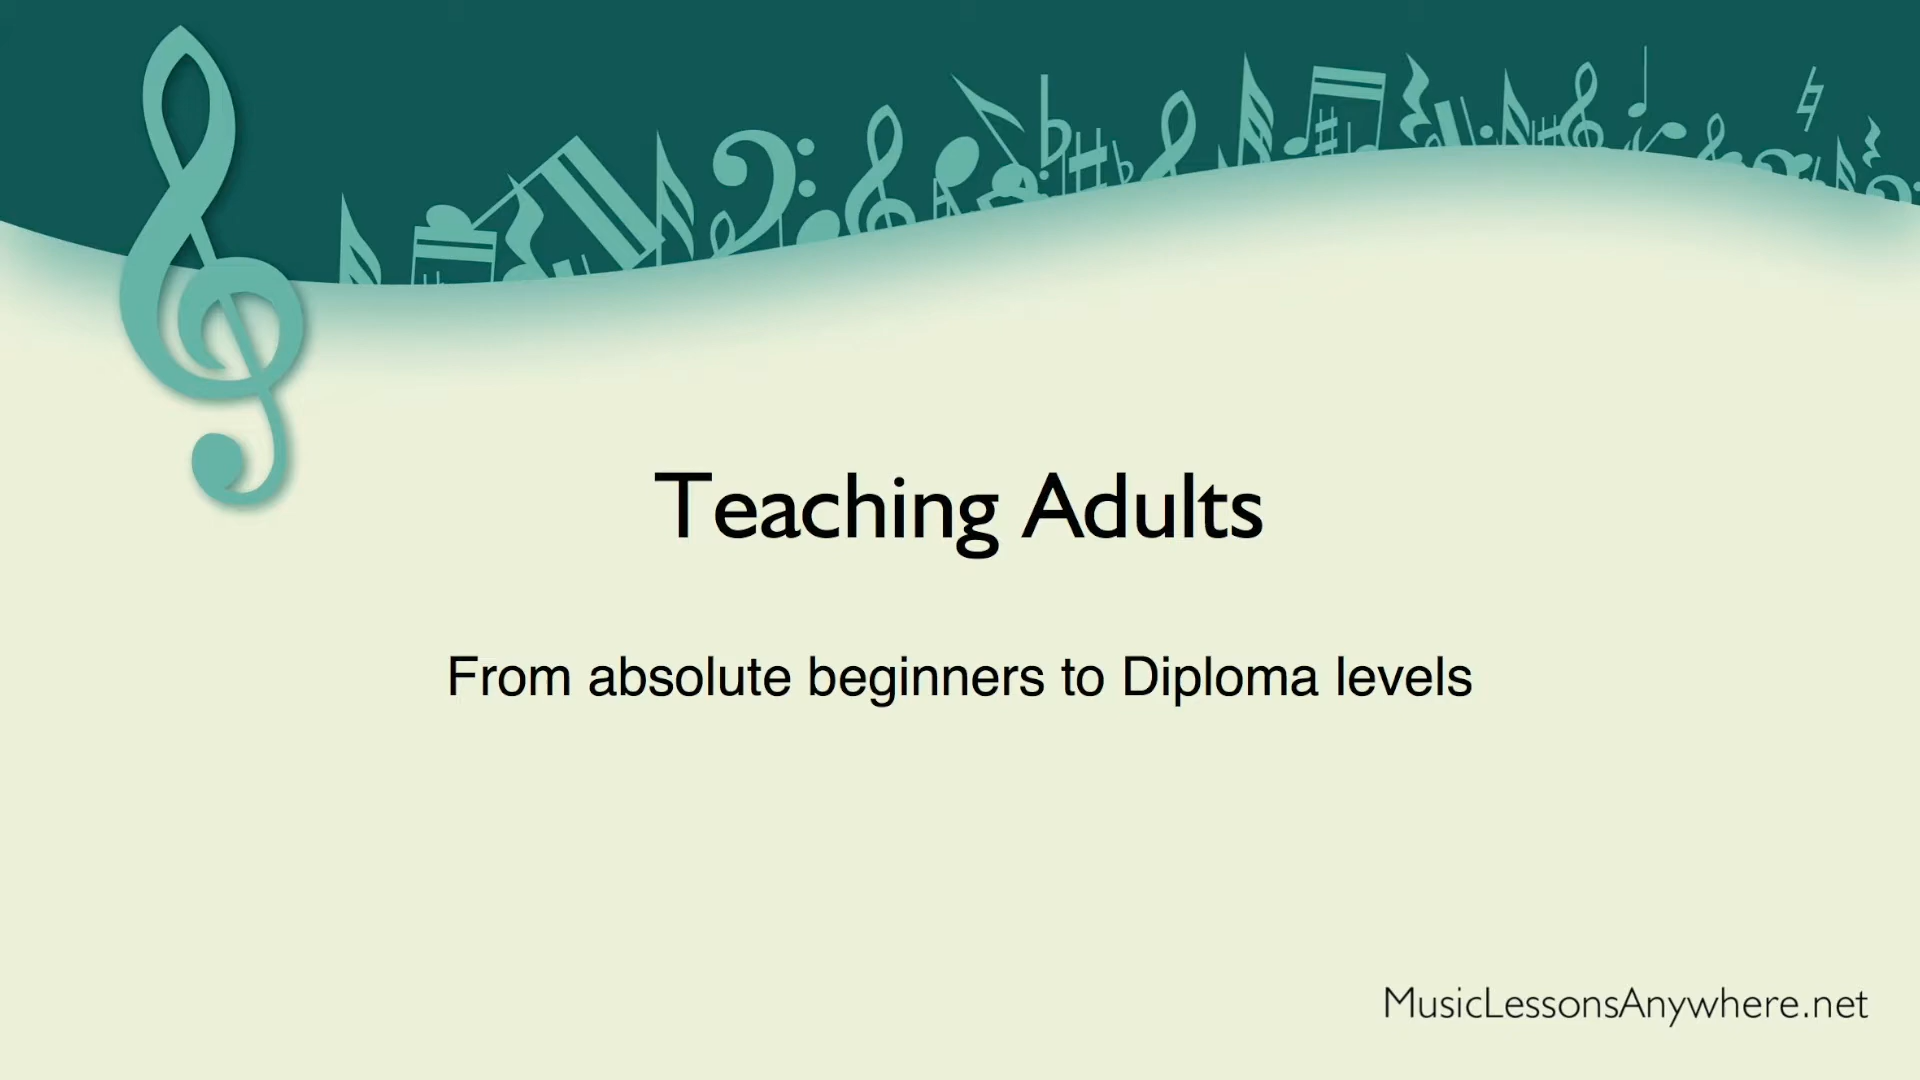 Teaching Adults
From absolute beginners to Diploma levels
MusicLessonsAnywhere.net